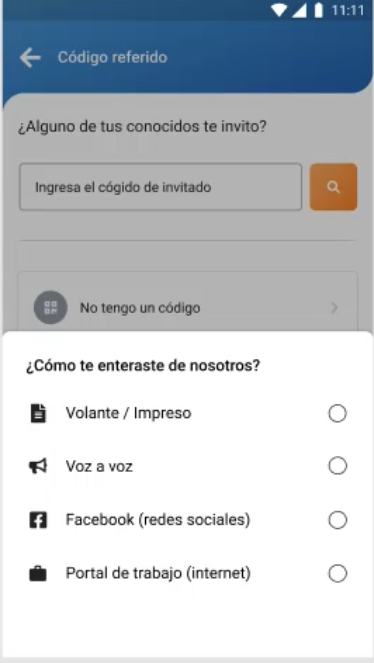 11:11
Código referido
¿Alguno de tus conocidos te invito?
Ingresa el cógido de invitado
No tengo un código
¿Cómo te enteraste de nosotros?
Volante / Impreso
Voz a voz
Facebook (redes sociales)
Portal de trabajo (internet)